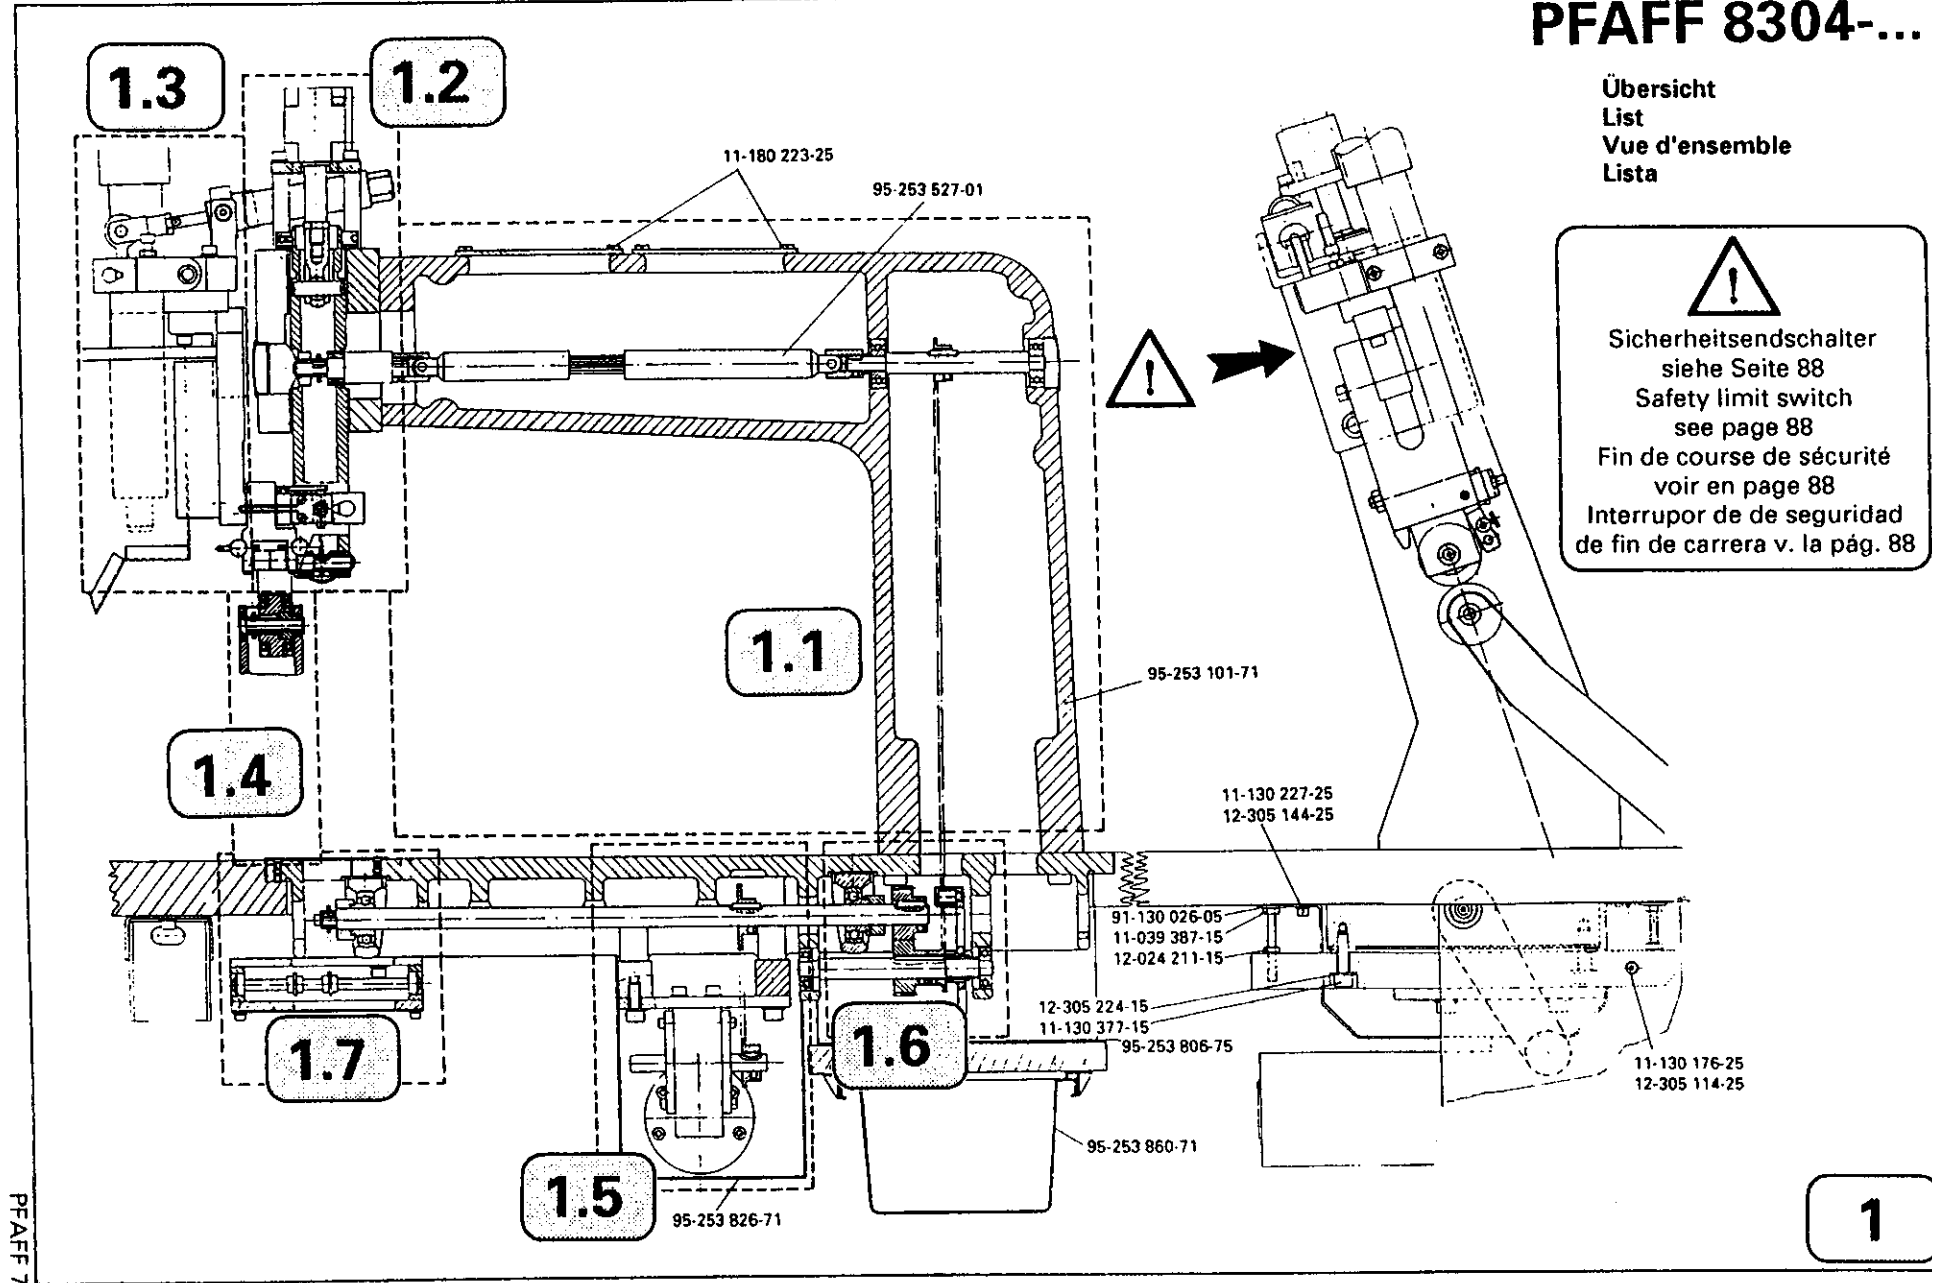 PFAFF 8304-...
Übersicht
List
Vue d'ensemble
Lista
1.3
1.2
11-180 223-25
95-253 527-01
!
Sicherheitsendschalter
siehe Seite 88
Safety limit switch
see page 88
Fin de course de sécurité
voir en page 88
Interrupor de de seguridad
de fin de carrera v. la pág. 88
!
1.1
95-253 101-71
1.4
11-130 227-25
12-305 144-25
91-130 026-05
11-039 387-15
12-024 211-15
12-305 224-15
11-130 377-15
95-253 806-75
11-130 176-25
12-305 114-25
1.7
1.6
95-253 860-71
1.5
95-253 826-71
1
PFAFF 7